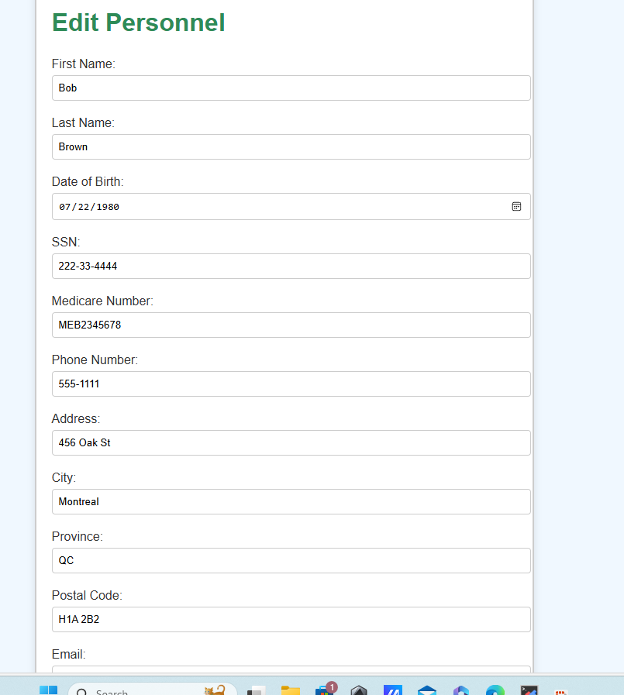 Edit Personnel
First Name:
Bob
Last Name:
Brown
Date of Birth:
07/22/1980
SSN:
222-33-4444
Medicare Number:
MEB2345678
Phone Number:
555-1111
Address:
456 Oak St
City:
Montreal
Province:
QC
Postal Code:
H1A 2B2
Email:
Search
1